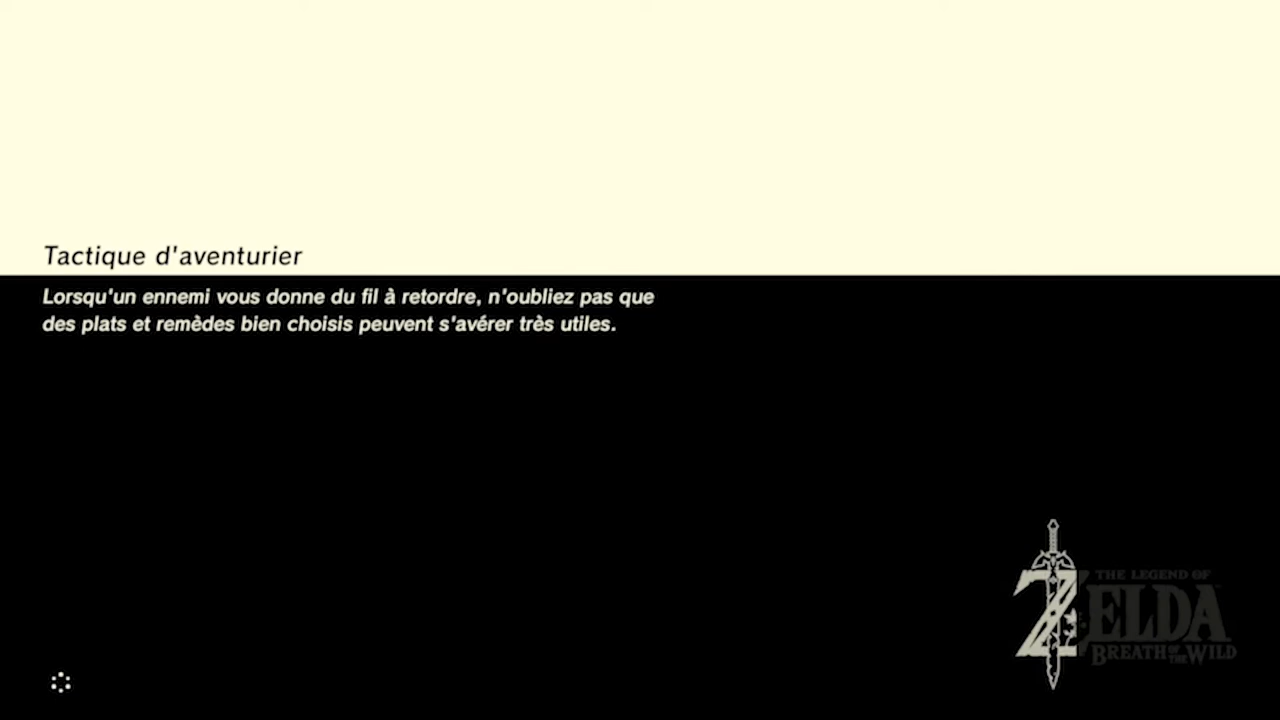 Tactique d'aventurier
Lorsqu'un ennemi vous donne du fil à retordre, n'oubliez pas que
des plats et remèdes bien choisis peuvent s'avérer très utiles.
THE LEGEND OF
ZELDA
BREATH OF THE WILD